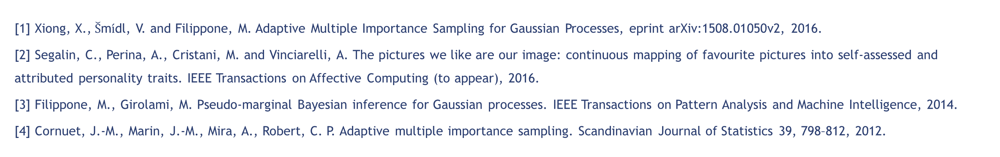 [1] Xiong, X., Šmídl, V. and Filippone, M. Adaptive Multiple Importance Sampling for Gaussian Processes, eprint arXiv:1508.01050v2, 2016.
[2] Segalin, C., Perina, A., Cristani, M. and Vinciarelli, A. The pictures we like are our image: continuous mapping of favourite pictures into self-assessed and
attributed personality traits. IEEE Transactions on Affective Computing (to appear), 2016.
[3] Filippone, M., Girolami, M. Pseudo-marginal Bayesian inference for Gaussian processes. IEEE Transactions on Pattern Analysis and Machine Intelligence, 2014.
[4] Cornuet, J.-M., Marin, J.-M., Mira, A., Robert, C. P. Adaptive multiple importance sampling. Scandinavian Journal of Statistics 39, 798–812, 2012.